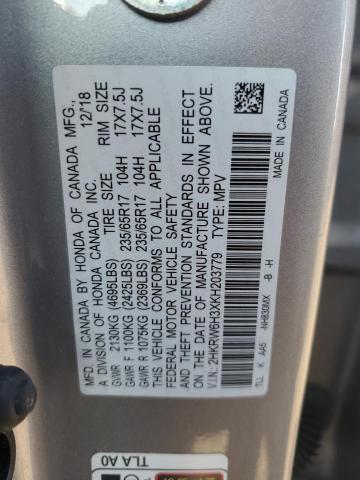 MFD. IN CANADA BY HONDA OF CANADA MFG.,
A DIVISION OF HONDA CANADA INC. 12/18
TIRE SIZE RIM SIZE
GVWR 2130KG (4695LBS)
GAWR F 1100KG (2425LBS) 235/65R17 104H 17X7.5J
GAWR R 1075KG (2369LBS) 235/65R17 104H 17X7.5J
THIS VEHICLE CONFORMS TO ALL APPLICABLE
FEDERAL MOTOR VEHICLE SAFETY
AND THEFT PREVENTION STANDARDS IN EFFECT
ON THE DATE OF MANUFACTURE SHOWN ABOVE.
V.I.N: 2HKRW6H3XKH203779 TYPE: MPV
TLL K AA5 -NH830MX -B -H
MADE IN CANADA
TLA A0